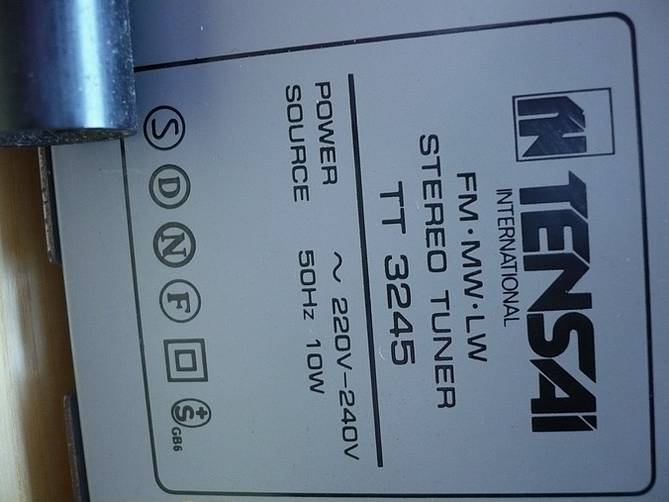 TENSAI
INTERNATIONAL
FM·MW·LW
STEREO TUNER
TT 3245
POWER ~ 220V-240V
SOURCE 50Hz 10W
S D N F +S GB6